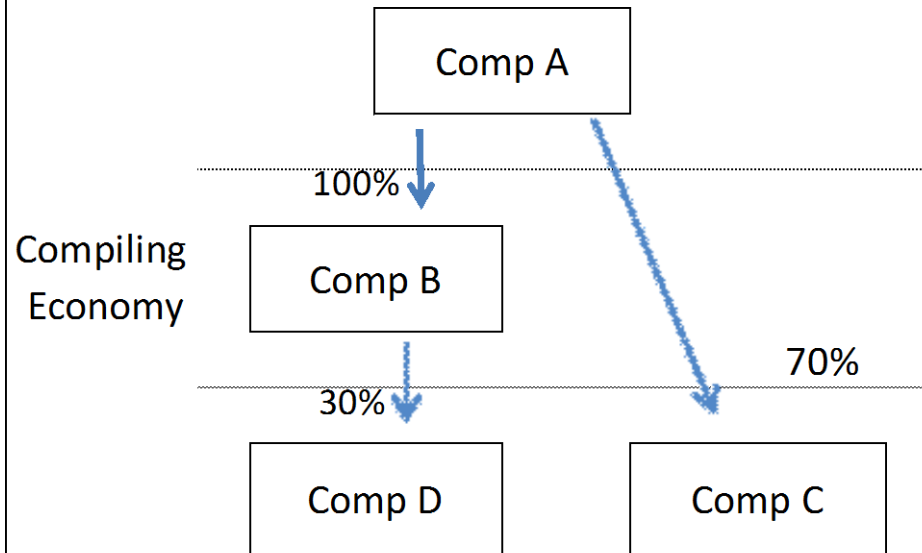 Comp A
100%
Compiling
Economy
Comp B
70%
30%
Comp D
Comp C